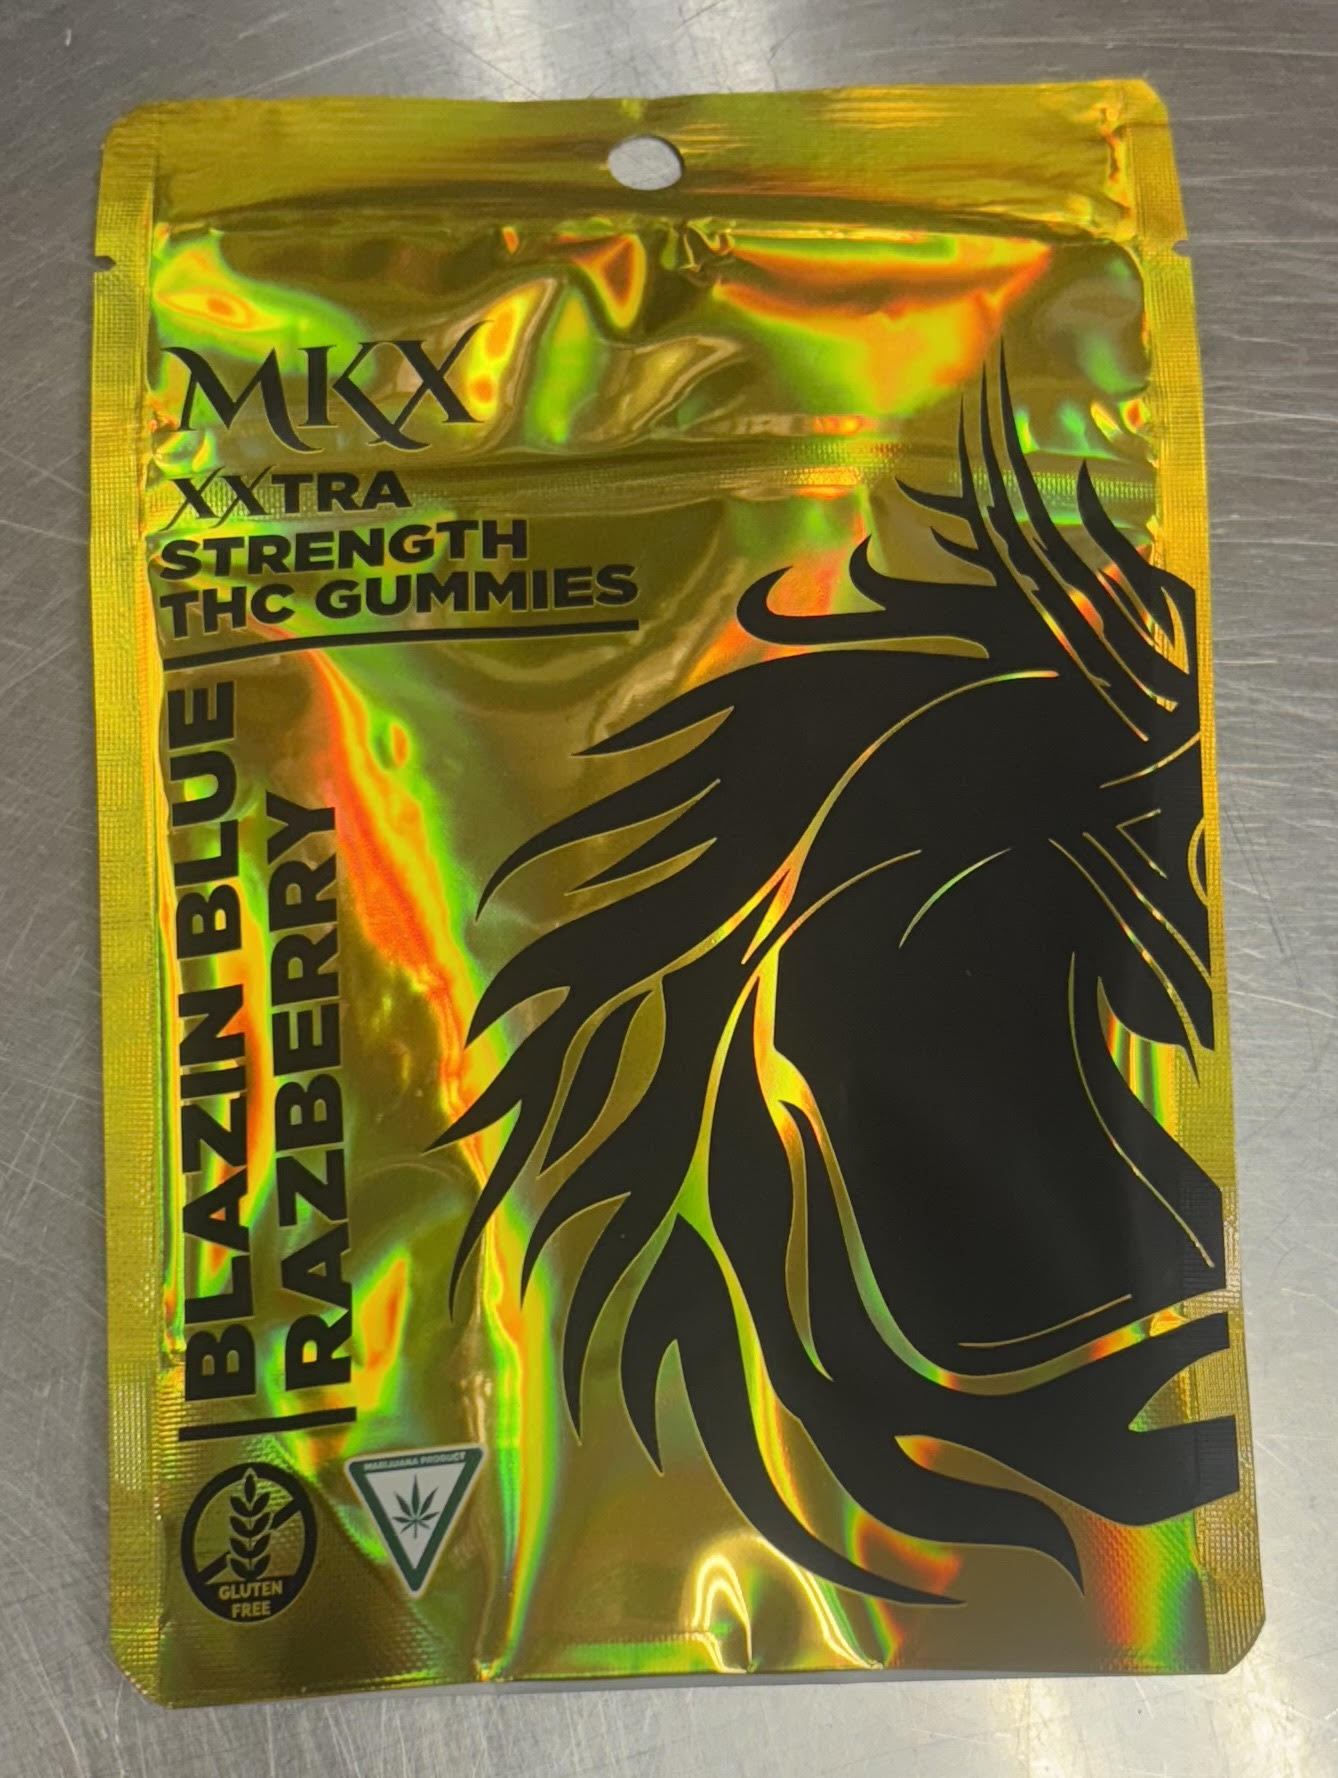 MKX
XXTRA
STRENGTH
THC GUMMIES
BLAZIN BLUE
RAZBERRY
GLUTEN
FREE
MARIJUANA PRODUCT